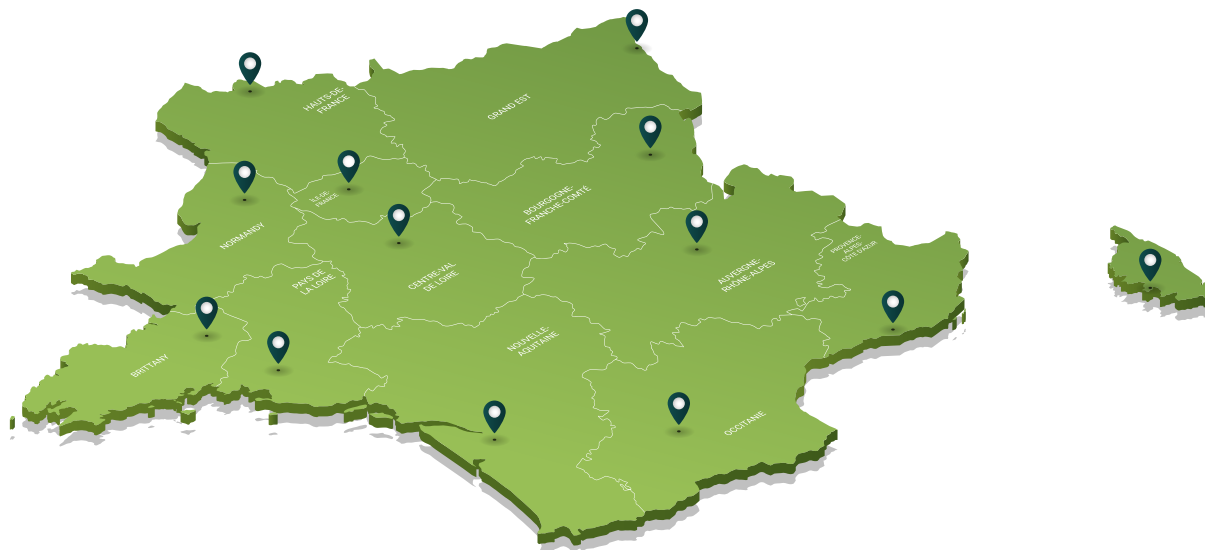 HAUTS-DE-
FRANCE
GRAND EST
ÎLE-DE-
FRANCE
NORMANDY
BOURGOGNE-
FRANCHE-COMTÉ
PAYS DE
LA LOIRE
CENTRE-VAL
DE LOIRE
AUVERGNE-
RHÔNE-ALPES
PROVENCE-
ALPES-
CÔTE D'AZUR
BRITTANY
NOUVELLE-
AQUITAINE
OCCITANIE